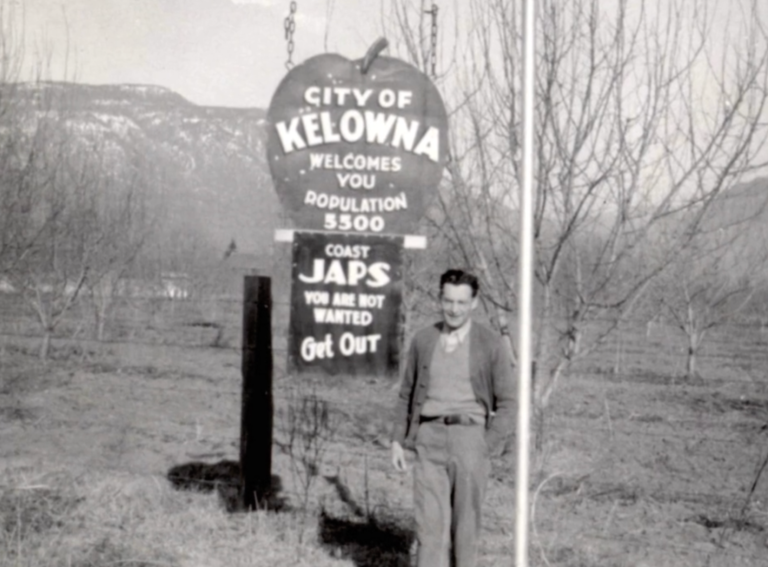 CITY OF
KELOWNA
WELCOMES
YOU
POPULATION
5500
COAST
JAPS
YOU ARE NOT
WANTED
Get OUT